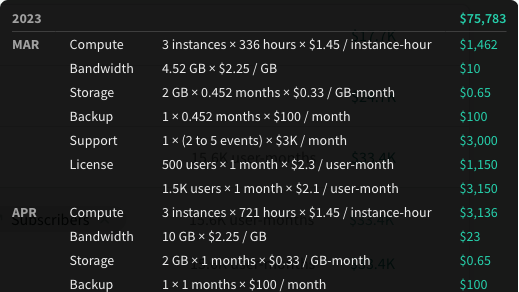 2023 $75,783
MAR Compute 3 instances × 336 hours × $1.45 / instance-hour $1,462
Bandwidth 4.52 GB × $2.25 / GB $10
Storage 2 GB × 0.452 months × $0.33 / GB-month $0.65
Backup 1 × 0.452 months × $100 / month $100
Support 1 × (2 to 5 events) × $3K / month $3,000
License 500 users × 1 month × $2.3 / user-month $1,150
1.5K users × 1 month × $2.1 / user-month $3,150
APR Compute 3 instances × 721 hours × $1.45 / instance-hour $3,136
Subscribers
Bandwidth 10 GB × $2.25 / GB $23
Storage 2 GB × 1 month × $0.33 / GB-month $0.65
Backup 1 × 1 months × $100 / month $100